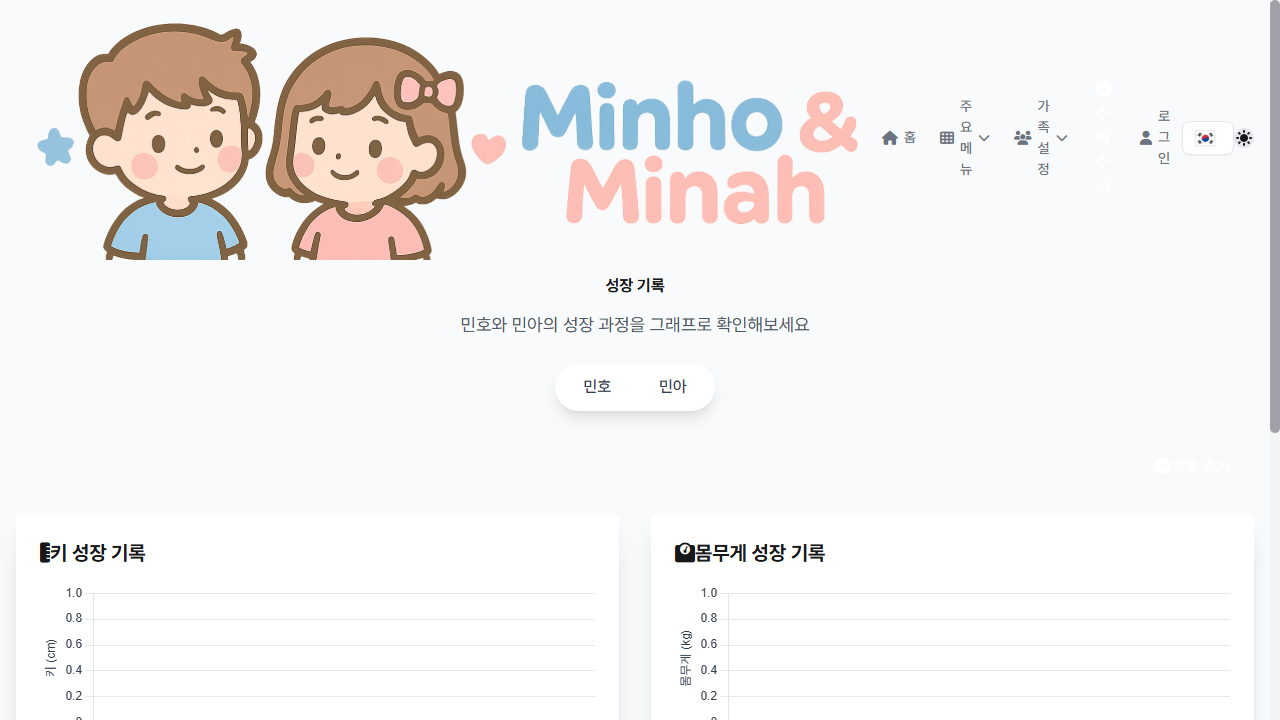 Minho &
Minah
홈
주요메뉴
가족설정
추억추가
로그인
성장 기록
민호와 민아의 성장 과정을 그래프로 확인해보세요
민호
민아
기록 추가
키 성장 기록
1.0
0.8
0.6
0.4
0.2
키 (cm)
몸무게 성장 기록
1.0
0.8
0.6
0.4
0.2
몸무게 (kg)